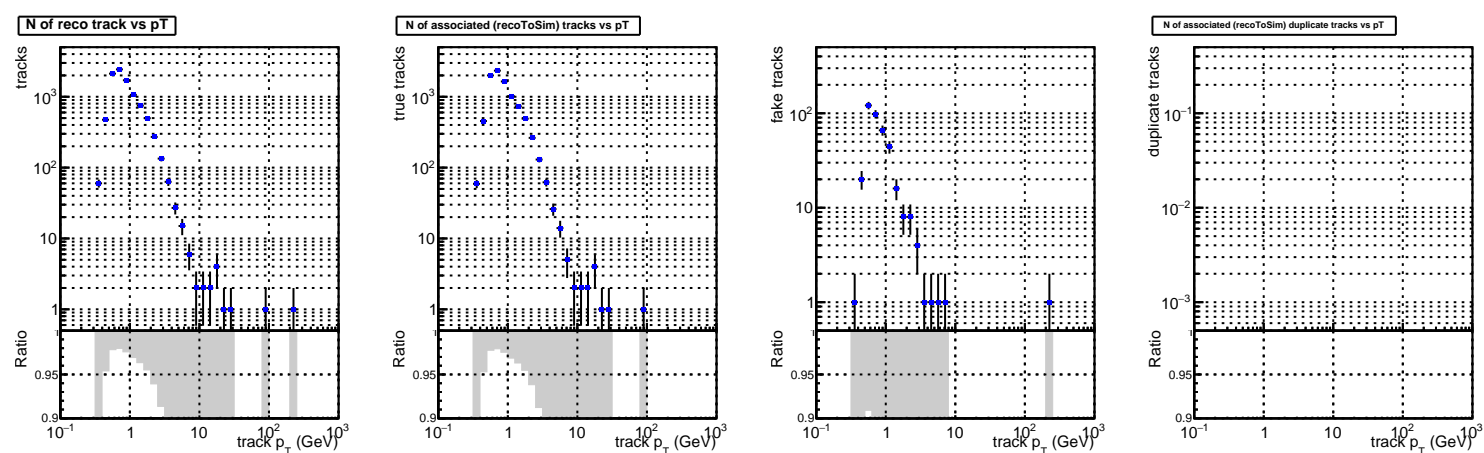 N of reco track vs pT
N of associated (recoToSim) tracks vs pT
N of associated (recoToSim) duplicate tracks vs pT
tracks
10³
10²
10
1
Ratio
1
0.95
0.9
10⁻¹ 1 10 10² 10³
track p_T (GeV)
true tracks
10³
10²
10
1
Ratio
1
0.95
0.9
10⁻¹ 1 10 10² 10³
track p_T (GeV)
fake tracks
10²
10
1
Ratio
1
0.95
0.9
10⁻¹ 1 10 10² 10³
track p_T (GeV)
duplicate tracks
10⁻¹
10⁻²
10⁻³
Ratio
1
0.95
0.9
10⁻¹ 1 10 10² 10³
track p_T (GeV)